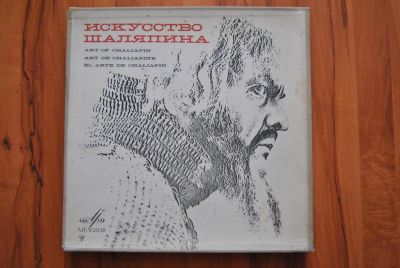 ИСКУССТВО
ШАЛЯПИНА
ART OF CHALIAPIN
ART DE CHALIAPINE
EL ARTE DE CHALIAPIN
МЕЛОДИЯ